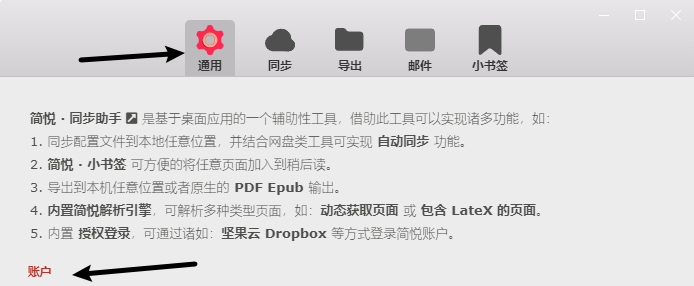 通用 同步 导出 邮件 小书签
简悦 · 同步助手 是基于桌面应用的一个辅助性工具，借助此工具可以实现诸多功能，如：
1. 同步配置文件到本地任意位置，并结合网盘类工具可实现 自动同步 功能。
2. 简悦 · 小书签 可方便的将任意页面加入到稍后读。
3. 导出到本机任意位置或者原生的 PDF Epub 输出。
4. 内置简悦解析引擎，可解析多种类型页面，如：动态获取页面 或 包含 LateX 的页面。
5. 内置 授权登录，可通过诸如：坚果云 Dropbox 等方式登录简悦账户。
账户